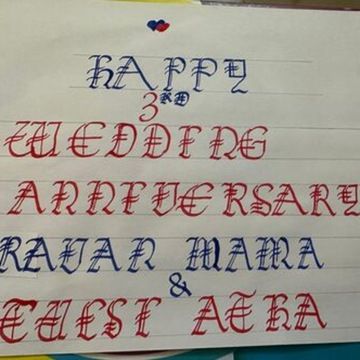 HAPPY
3RD
WEDDING
ANNIVERSARY
RAVAN MAMA
&
TULSI ATHA